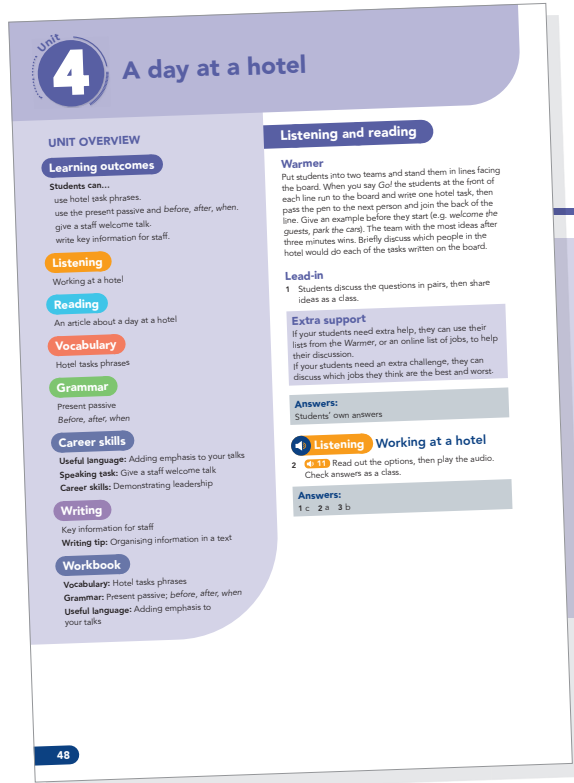 Unit
4
A day at a hotel
UNIT OVERVIEW
Learning outcomes
Students can...
use hotel task phrases.
use the present passive and before, after, when.
give a staff welcome talk.
write key information for staff.
Listening
Working at a hotel
Reading
An article about a day at a hotel
Vocabulary
Hotel tasks phrases
Grammar
Present passive
Before, after, when
Career skills
Useful language: Adding emphasis to your talks
Speaking task: Give a staff welcome talk
Career skills: Demonstrating leadership
Writing
Key information for staff
Writing tip: Organising information in a text
Workbook
Vocabulary: Hotel tasks phrases
Grammar: Present passive; before, after, when
Useful language: Adding emphasis to
your talks
48
Listening and reading
Warmer
Put students into two teams and stand them in lines facing
the board. When you say Go! the students at the front of
each line run to the board and write one hotel task, then
pass the pen to the next person and join the back of the
line. Give an example before they start (e.g. welcome the
guests, park the cars). The team with the most ideas after
three minutes wins. Briefly discuss which people in the
hotel would do each of the tasks written on the board.
Lead-in
1 Students discuss the questions in pairs, then share
ideas as a class.
Extra support
If your students need extra help, they can use their
lists from the Warmer, or an online list of jobs, to help
their discussion.
If your students need an extra challenge, they can
discuss which jobs they think are the best and worst.
Answers:
Students' own answers
Listening Working at a hotel
2 11 Read out the options, then play the audio.
Check answers as a class.
Answers:
1 c 2 a 3 b